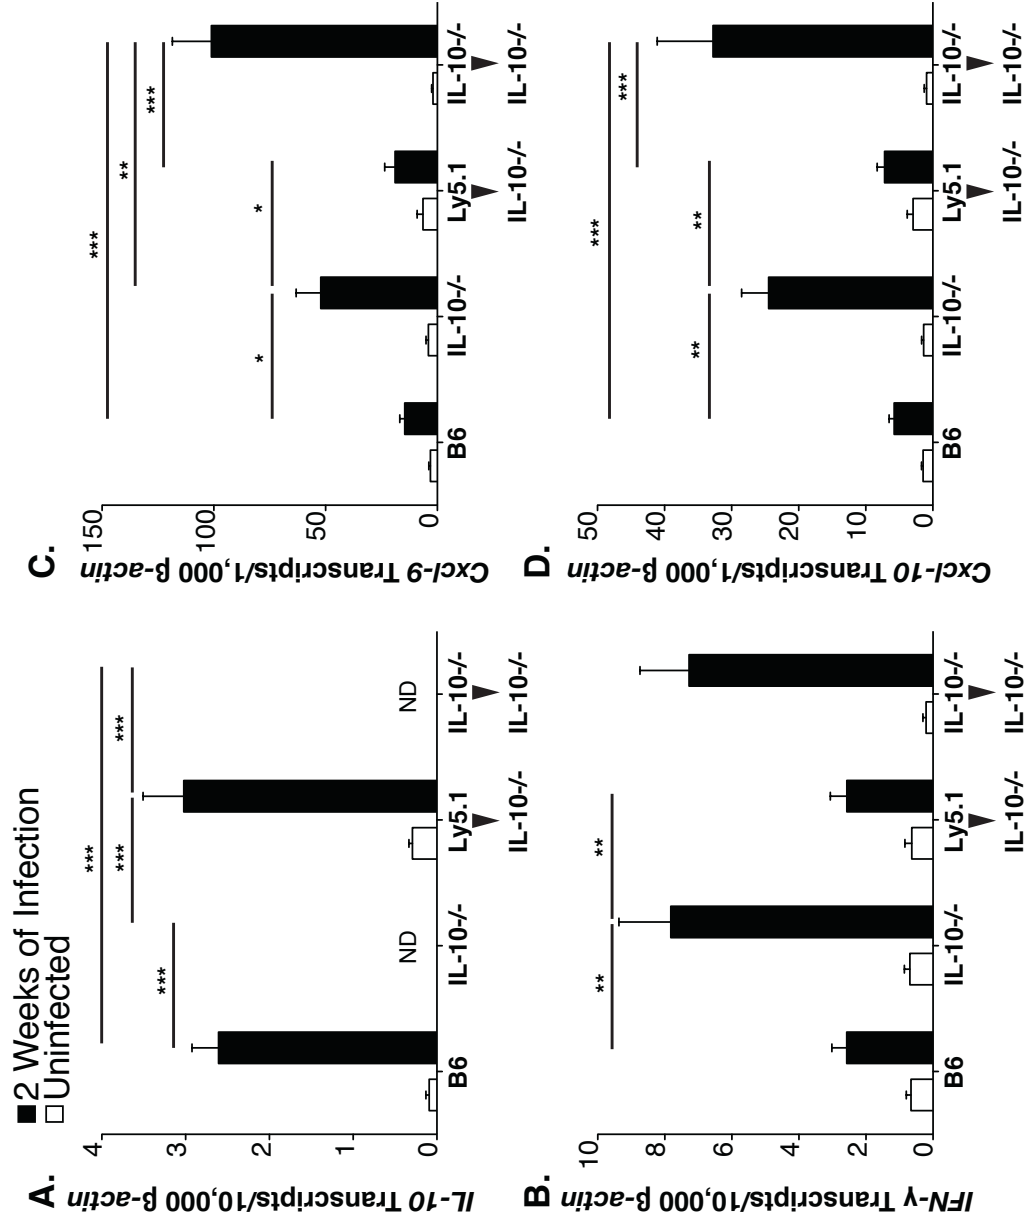 ■2 Weeks of Infection
□Uninfected
A.
IL-10 Transcripts/10,000 β-actin
4
3
2
1
0
***
***
***
***
ND
ND
B6
IL-10-/-
Ly5.1
IL-10-/-
▼
▼
IL-10-/-
IL-10-/-
B.
IFN-γ Transcripts/10,000 β-actin
10
8
6
4
2
0
**
**
B6
IL-10-/-
Ly5.1
IL-10-/-
▼
▼
IL-10-/-
IL-10-/-
C.
Cxcl-9 Transcripts/1,000 β-actin
150
100
50
0
***
**
***
*
*
B6
IL-10-/-
Ly5.1
IL-10-/-
▼
▼
IL-10-/-
IL-10-/-
D.
Cxcl-10 Transcripts/1,000 β-actin
50
40
30
20
10
0
***
***
**
**
B6
IL-10-/-
Ly5.1
IL-10-/-
▼
▼
IL-10-/-
IL-10-/-